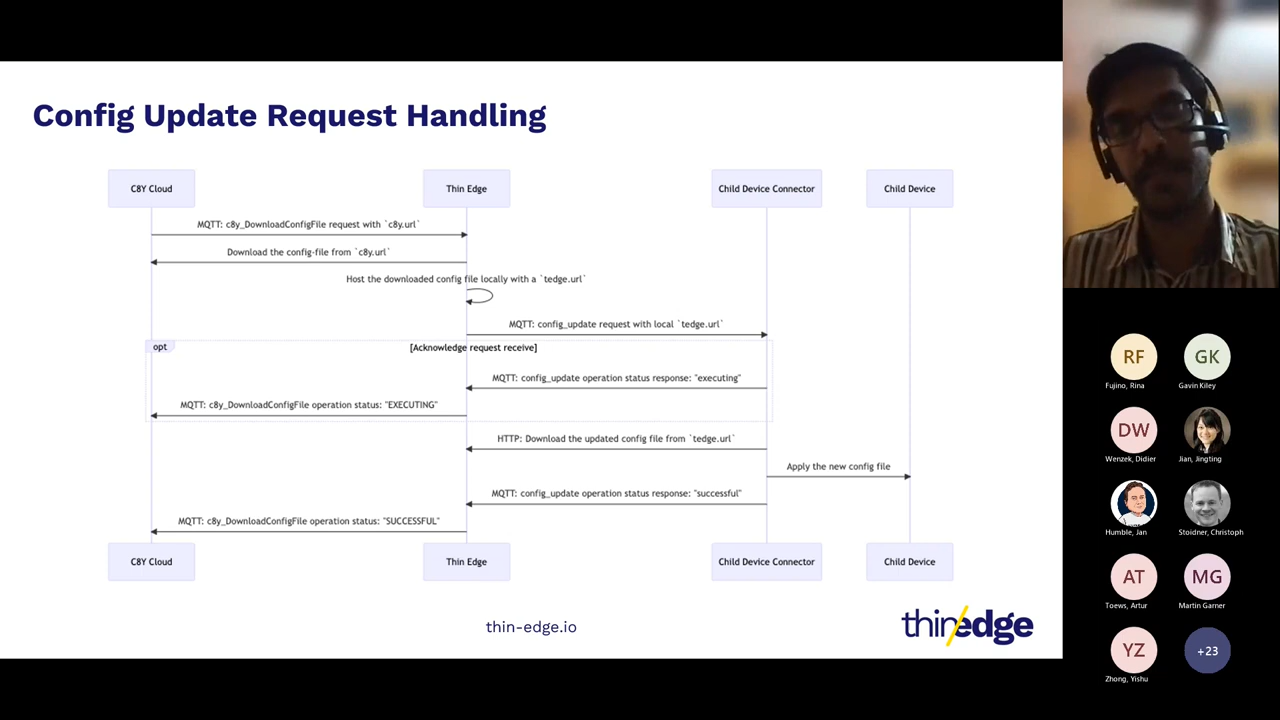 Config Update Request Handling
C8Y Cloud
Thin Edge
Child Device Connector
Child Device
MQTT: c8y_DownloadConfigFile request with `c8y.url`
Download the config-file from `c8y.url`
Host the downloaded config file locally with a `tedge.url`
MQTT: config_update request with local `tedge.url`
opt
[Acknowledge request receive]
MQTT: config_update operation status response: "executing"
MQTT: c8y_DownloadConfigFile operation status: "EXECUTING"
HTTP: Download the updated config file from `tedge.url`
Apply the new config file
MQTT: config_update operation status response: "successful"
MQTT: c8y_DownloadConfigFile operation status: "SUCCESSFUL"
C8Y Cloud
Thin Edge
Child Device Connector
Child Device
thin-edge.io
thin/edge
RF
GK
Fujino, Rina
Gavin Kiley
DW
Wenzek, Didier
Jian, Jingting
Humble, Jan
Stoidner, Christoph
AT
MG
Toews, Artur
Martin Garner
YZ
+23
Zhong, Yishu